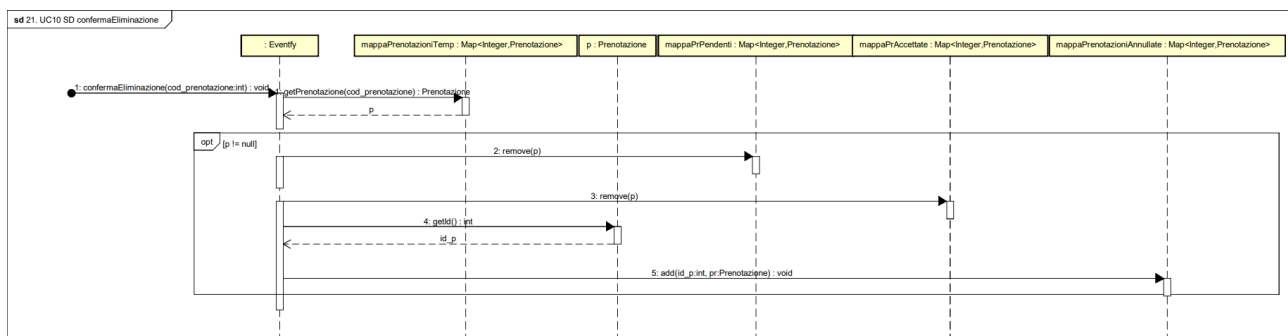 sd 21. UC10 SD confermaEliminazione
: Eventfy
mappaPrenotazioniTemp : Map<Integer,Prenotazione>
p : Prenotazione
mappaPrPendenti : Map<Integer,Prenotazione>
mappaPrAccettate : Map<Integer,Prenotazione>
mappaPrenotazioniAnnullate : Map<Integer,Prenotazione>
1: confermaEliminazione(cod_prenotazione:int) : void
1: getPrenotazione(cod_prenotazione) : Prenotazione
p
opt
[p != null]
2: remove(p)
3: remove(p)
4: getId() : int
id_p
5: add(id_p:int, pr:Prenotazione) : void